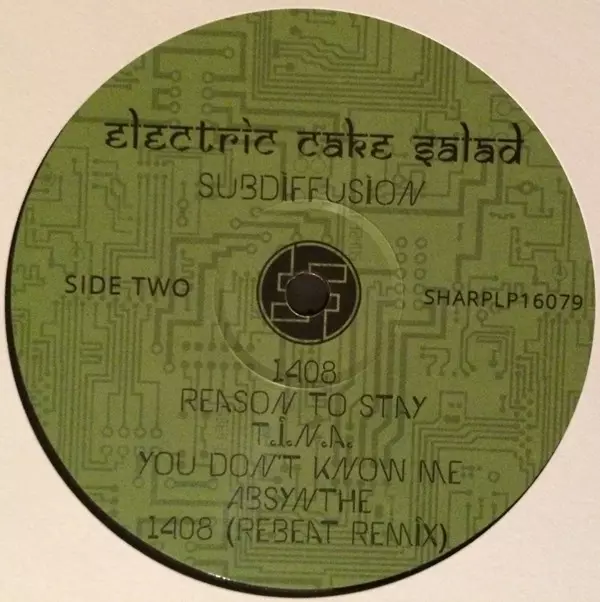 electric cake salad
SUBDIFFUSION
SIDE TWO
SHARPLP16079
1408
REASON TO STAY
T.I.N.A.
YOU DON'T KNOW ME
ABSYNTHE
1408 (REBEAT REMIX)